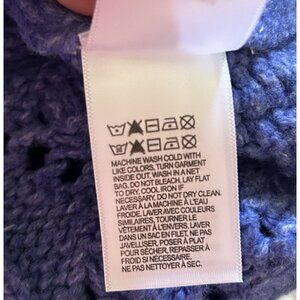 MACHINE WASH COLD WITH
LIKE COLORS, TURN GARMENT
INSIDE OUT, WASH IN A NET
BAG. DO NOT BLEACH. LAY FLAT
TO DRY. COOL IRON IF
NECESSARY. DO NOT DRY CLEAN.
LAVER À LA MACHINE À L'EAU
FROIDE. LAVER AVEC COULEURS
SIMILAIRES, TOURNER LE
VÊTEMENT À L'ENVERS, LAVER
DANS UN SAC EN FILET. NE PAS
JAVELLISER. POSER À PLAT
POUR SÉCHER. REPASSER À
FROID SI NÉCESSAIRE.
NE PAS NETTOYER À SEC.